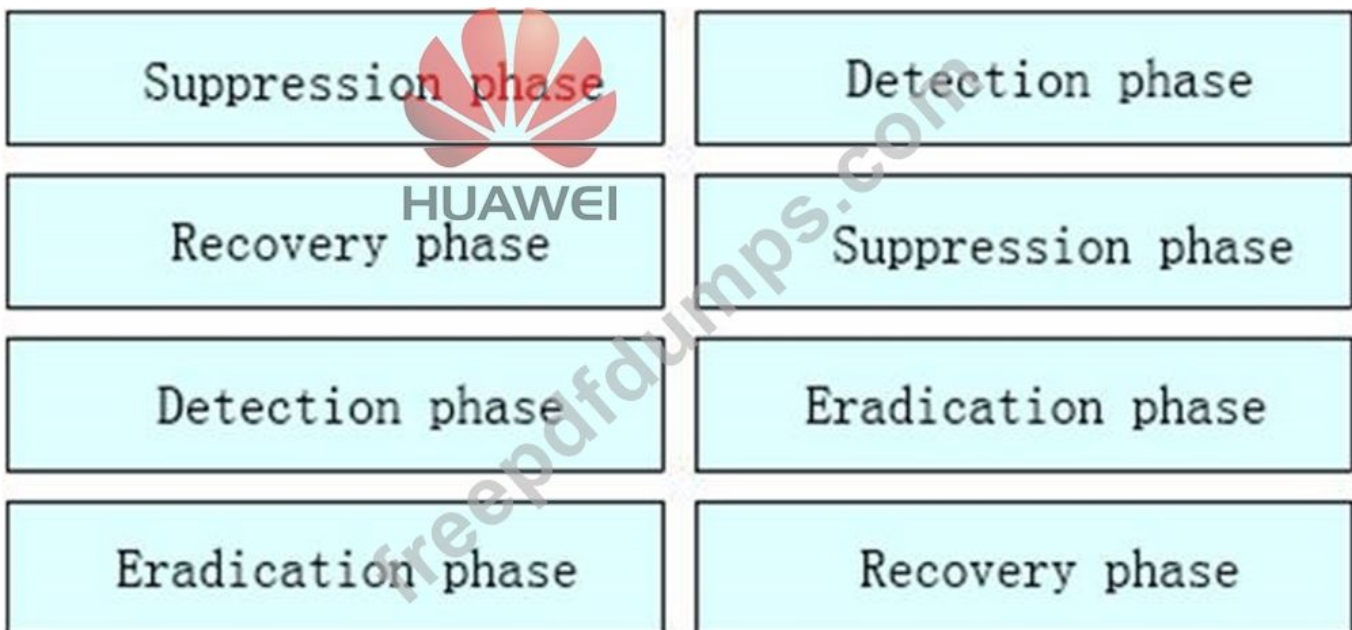 Suppression phase
Detection phase
HUAWEI
Recovery phase
Suppression phase
Detection phase
Eradication phase
Eradication phase
Recovery phase
freepdfdumps.com